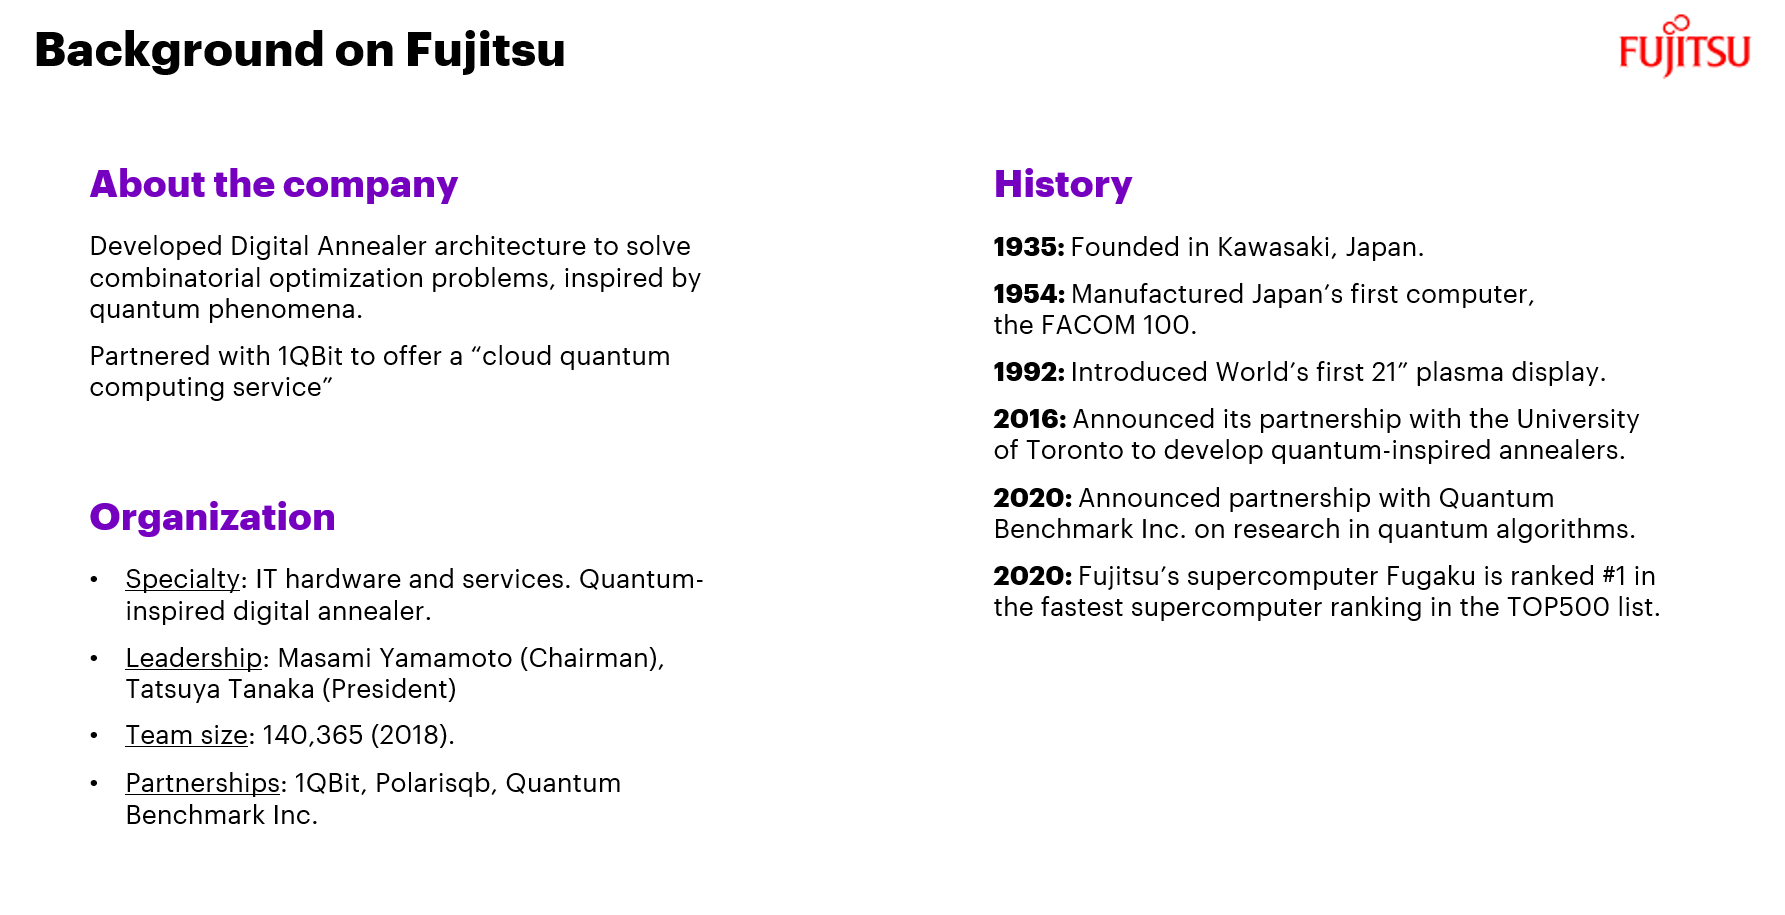 Background on Fujitsu
FUJITSU
About the company
Developed Digital Annealer architecture to solve
combinatorial optimization problems, inspired by
quantum phenomena.
Partnered with 1QBit to offer a “cloud quantum
computing service”
Organization
• Specialty: IT hardware and services. Quantum-
inspired digital annealer.
• Leadership: Masami Yamamoto (Chairman),
Tatsuya Tanaka (President)
• Team size: 140,365 (2018).
• Partnerships: 1QBit, Polarisqb, Quantum
Benchmark Inc.
History
1935: Founded in Kawasaki, Japan.
1954: Manufactured Japan’s first computer,
the FACOM 100.
1992: Introduced World’s first 21” plasma display.
2016: Announced its partnership with the University
of Toronto to develop quantum-inspired annealers.
2020: Announced partnership with Quantum
Benchmark Inc. on research in quantum algorithms.
2020: Fujitsu’s supercomputer Fugaku is ranked #1 in
the fastest supercomputer ranking in the TOP500 list.